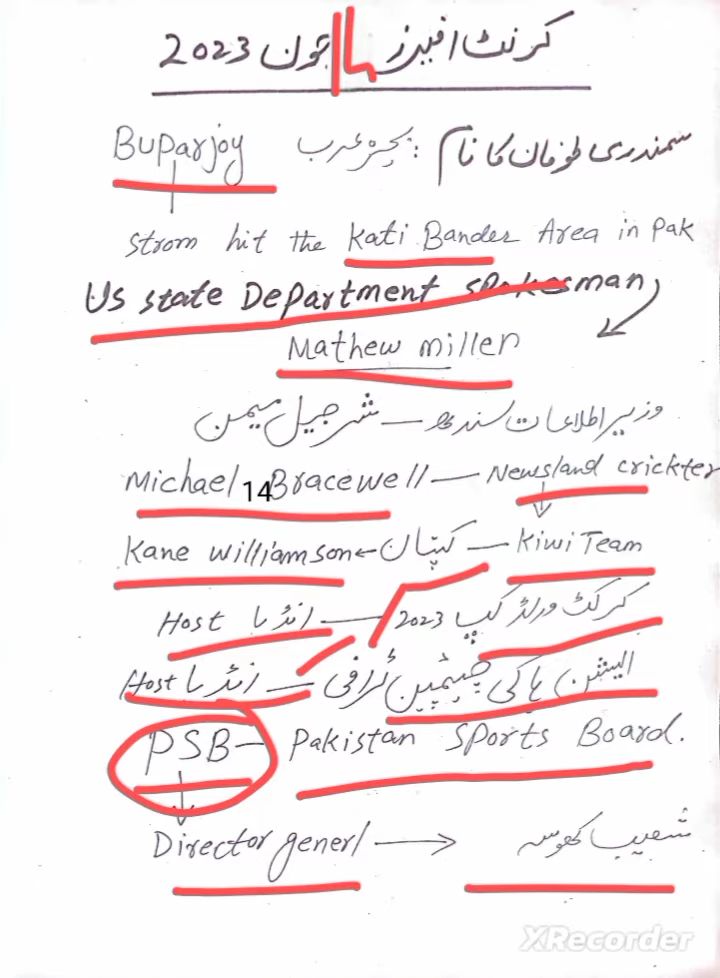 کرنٹ افیرز 14 جون 2023
سمندری طوفان کا نام : بحیرہ عرب Buparjoy
Strom hit the Kati Bander Area in Pak
US state Department spokesman
Mathew miller
وزیر اطلاعات سندھ — شرجیل میمن
Michael Bracewell — Newsland crickter
14
Kiwi Team — کپتان ← Kane williamson
کرکٹ ورلڈ کپ 2023 — انڈیا Host
ایشین ہاکی چیمپین ٹرافی — انڈیا Host
PSB — Pakistan Sports Board.
Director generl → شعیب کھوسہ
XRecorder